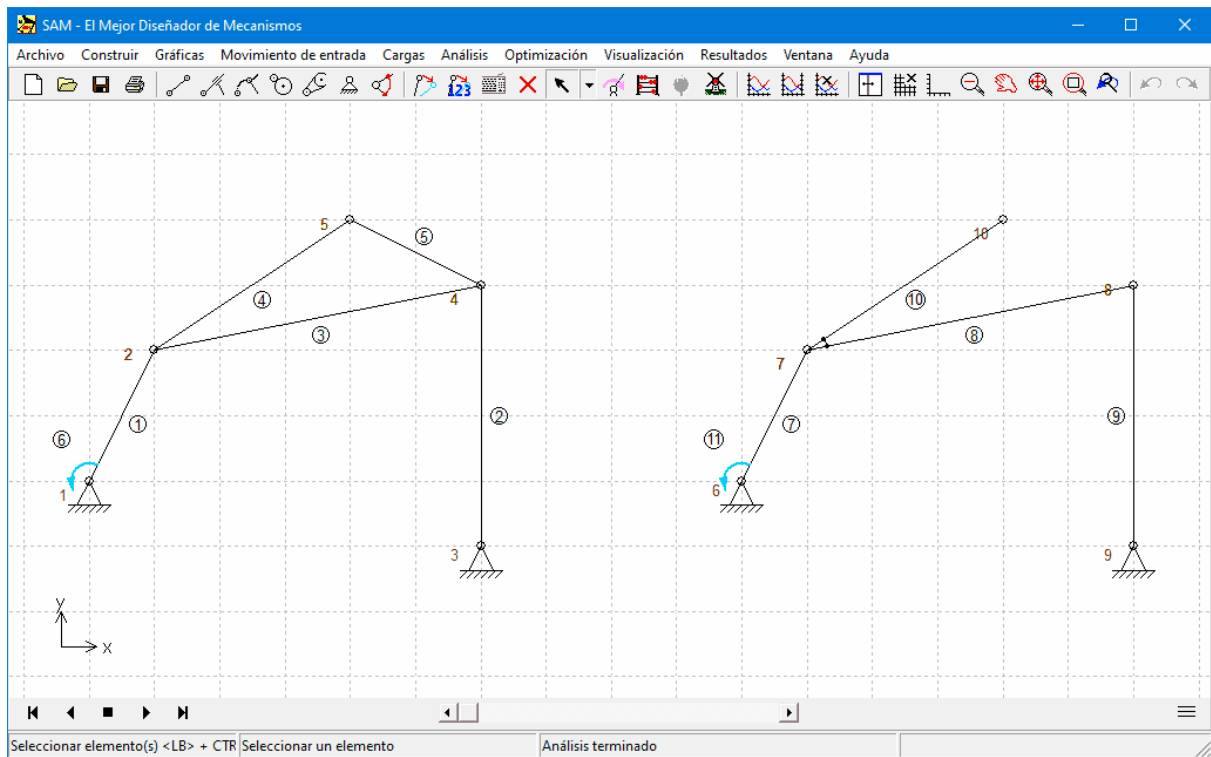 SAM - El Mejor Diseñador de Mecanismos
Archivo Construir Gráficas Movimiento de entrada Cargas Análisis Optimización Visualización Resultados Ventana Ayuda
123
5 5 10
4 4 10 8
2 3 7 8
1 2 7 9
6 11
1 6
3 9
y
x
Seleccionar elemento(s) <LB> + CTR Seleccionar un elemento Análisis terminado